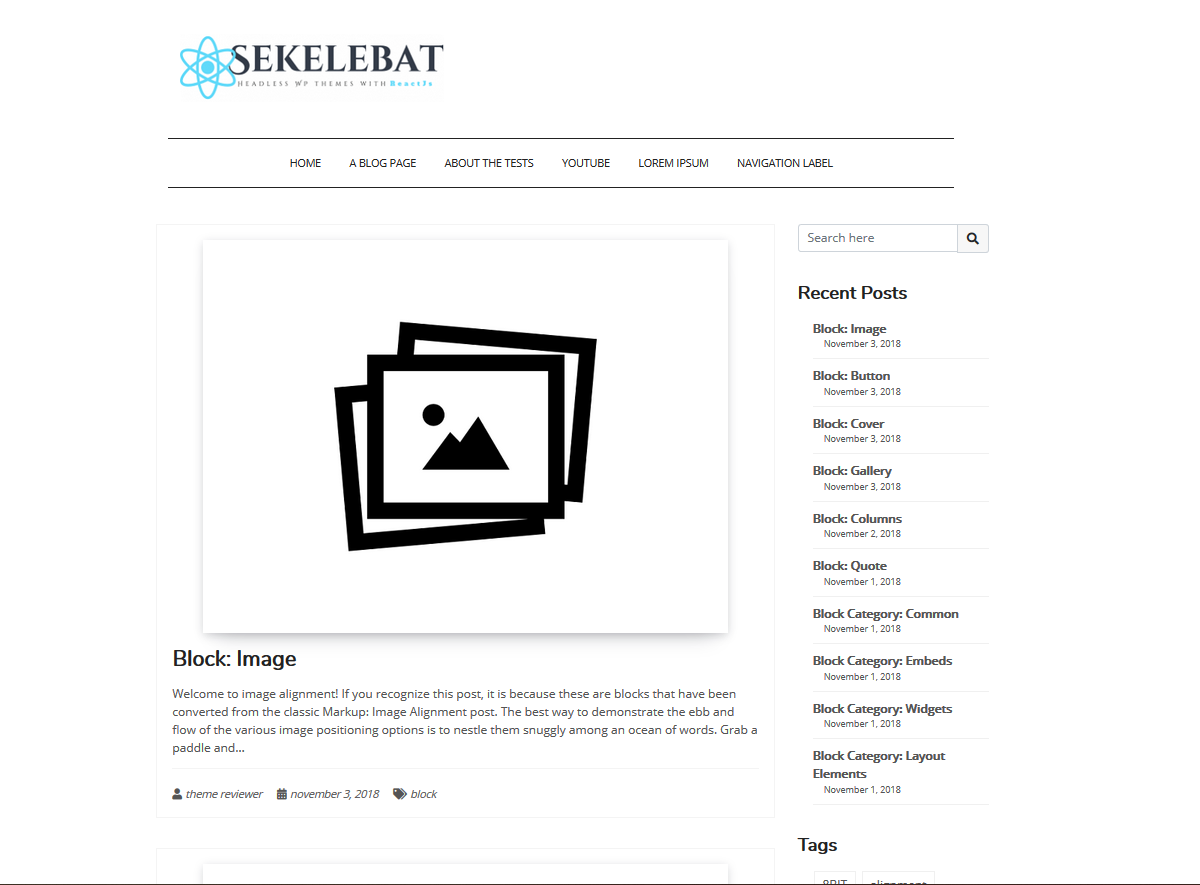 SEKELEBAT
HEADLESS WP THEMES WITH ReactJs
HOME
A BLOG PAGE
ABOUT THE TESTS
YOUTUBE
LOREM IPSUM
NAVIGATION LABEL
Block: Image
Welcome to image alignment! If you recognize this post, it is because these are blocks that have been
converted from the classic Markup: Image Alignment post. The best way to demonstrate the ebb and
flow of the various image positioning options is to nestle them snuggly among an ocean of words. Grab a
paddle and...
theme reviewer november 3, 2018 block
Search here
Recent Posts
Block: Image
November 3, 2018
Block: Button
November 3, 2018
Block: Cover
November 3, 2018
Block: Gallery
November 3, 2018
Block: Columns
November 2, 2018
Block: Quote
November 1, 2018
Block Category: Common
November 1, 2018
Block Category: Embeds
November 1, 2018
Block Category: Widgets
November 1, 2018
Block Category: Layout
Elements
November 1, 2018
Tags
8BIT
alignment